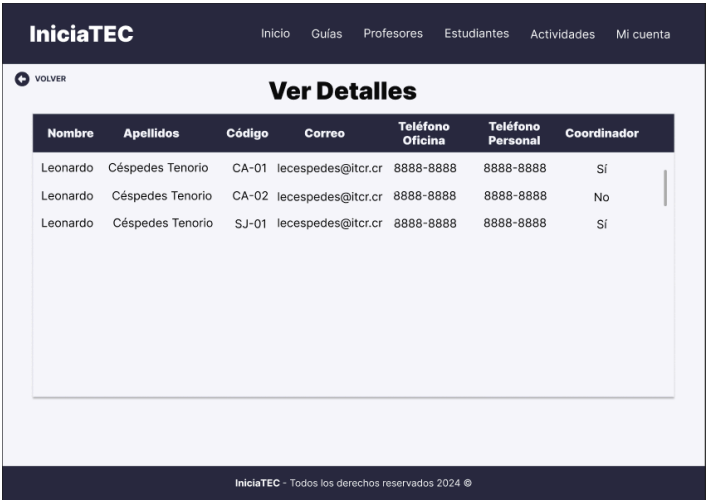 IniciaTEC Inicio Guías Profesores Estudiantes Actividades Mi cuenta
VOLVER
Ver Detalles
Nombre Apellidos Código Correo Teléfono Oficina Teléfono Personal Coordinador
Leonardo Céspedes Tenorio CA-01 lecespedes@itcr.cr 8888-8888 8888-8888 Sí
Leonardo Céspedes Tenorio CA-02 lecespedes@itcr.cr 8888-8888 8888-8888 No
Leonardo Céspedes Tenorio SJ-01 lecespedes@itcr.cr 8888-8888 8888-8888 Sí
IniciaTEC - Todos los derechos reservados 2024 ©